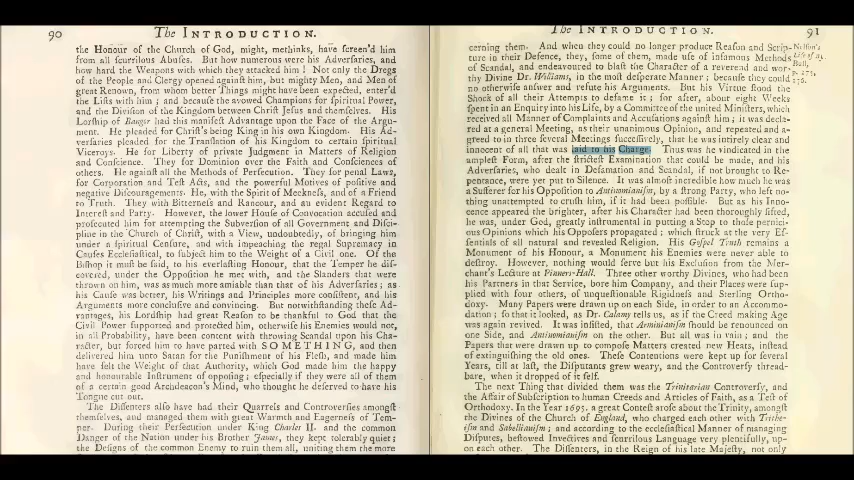 90 The INTRODUCTION.
the Honour of the Church of God, might, methinks, have ſcreen'd him
from all ſcurrilous Abuſes. But how numerous were his Adverſaries, and
how hard the Weapons with which they attacked him! Not only the Dregs
of the People and Clergy opened againſt him, but mighty Men, and Men of
great Renown, from whom better Things might have been expected, enter'd
the Liſts with him; and becauſe the avowed Champions for ſpiritual Power,
and the Diviſion of the Kingdom between Chriſt Jeſus and themſelves. His
Lordſhip of Bangor had this manifeſt Advantage upon the Face of the Argu-
ment. He pleaded for Chriſt's being King in his own Kingdom. His Ad-
verſaries pleaded for the Tranſlation of his Kingdom to certain ſpiritual
Viceroys. He for Liberty of private Judgment in Matters of Religion
and Conſcience. They for Dominion over the Faith and Conſciences of
others. He againſt all the Methods of Perſecution. They for penal Laws,
for Corporation and Teſt Acts, and the powerful Motives of poſitive and
negative Diſcouragements. He, with the Spirit of Meekneſs, and of a Friend
to Truth. They with Bitterneſs and Rancour, and an evident Regard to
Intereſt and Party. However, the lower Houſe of Convocation accuſed and
proſecuted him for attempting the Subverſion of all Government and Diſci-
pline in the Church of Chriſt, with a View, undoubtedly, of bringing him
under a ſpiritual Cenſure, and with impeaching the regal Supremacy in
Cauſes Eccleſiaſtical, to ſubject him to the Weight of a Civil one. Of the
Biſhop it muſt be ſaid, to his everlaſting Honour, that the Temper he diſ-
covered, under the Oppoſition he met with, and the Slanders that were
thrown on him, was as much more amiable than that of his Adverſaries; as
his Cauſe was better, his Writings and Principles more conſiſtent, and his
Arguments more concluſive and convincing. But notwithſtanding theſe Ad-
vantages, his Lordſhip had great Reaſon to be thankful to God that the
Civil Power ſupported and protected him, otherwiſe his Enemies would not,
in all Probability, have been content with throwing Scandal upon his Cha-
racter, but forced him to have parted with SOMETHING, and then
delivered him unto Satan for the Puniſhment of his Fleſh, and made him
have felt the Weight of that Authority, which God made him the happy
and honourable Inſtrument of oppoſing; eſpecially if they were all of them
of a certain good Archdeacon's Mind, who thought he deſerved to have his
Tongue cut out.
The Diſſenters alſo have had their Quarrels and Controverſies amongſt
themſelves, and managed them with great Warmth and Eagerneſs of Tem-
per. During their Perſecution under King Charles II. and the common
Danger of the Nation under his Brother James, they kept tolerably quiet;
the Deſigns of the common Enemy to ruin them all, uniting them the more
The INTRODUCTION. 91
cerning them. And when they could no longer produce Reaſon and Scrip-
ture in their Defence, they, ſome of them, made uſe of infamous Methods
of Scandal, and endeavoured to blaſt the Character of a reverend and wor-
thy Divine Dr. Williams, in the moſt deſperate Manner; becauſe they could
no otherwiſe anſwer and refute his Arguments. But his Virtue ſtood the
Shock of all their Attempts to defame it; for after, about eight Weeks
ſpent in an Enquiry into his Life, by a Committee of the united Miniſters, which
received all Manner of Complaints and Accuſations againſt him; it was decla-
red at a general Meeting, as their unanimous Opinion, and repeated and a-
greed to in three ſeveral Meetings ſucceſſively, that he was intirely clear and
innocent of all that was laid to his Charge. Thus was he vindicated in the
ampleſt Form, after the ſtricteſt Examination that could be made, and his
Adverſaries, who dealt in Defamation and Scandal, if not brought to Re-
pentance, were yet put to Silence. It was almoſt incredible how much he was
a Sufferer for his Oppoſition to Antinomianiſm, by a ſtrong Party, who left no-
thing unattempted to cruſh him, if it had been poſſible. But as his Inno-
cence appeared the brighter, after his Character had been thoroughly ſifted,
he was, under God, greatly inſtrumental in putting a Stop to thoſe pernici-
ous Opinions which his Oppoſers propagated; which ſtruck at the very Eſ-
ſentials of all natural and revealed Religion. His Goſpel Truth remains a
Monument of his Honour, a Monument his Enemies were never able to
deſtroy. However, nothing would ſerve but his Excluſion from the Mer-
chant's Lecture at Pinners-Hall. Three other worthy Divines, who had been
his Partners in that Service, bore him Company, and their Places were ſup-
plied with four others, of unqueſtionable Rigidneſs and Sterling Ortho-
doxy. Many Papers were drawn up on each Side, in order to an Accommo-
dation; ſo that it looked, as Dr. Calamy tells us, as if the Creed making Age
was again revived. It was inſiſted, that Arminianiſm ſhould be renounced on
one Side, and Antinomianiſm on the other. But all was in vain; and the
Papers that were drawn up to compoſe Matters created new Heats, inſtead
of extinguiſhing the old ones. Theſe Contentions were kept up for ſeveral
Years, till at laſt, the Diſputants grew weary, and the Controverſy thread-
bare, when it dropped of it ſelf.
The next Thing that divided them was the Trinitarian Controverſy, and
the Affair of Subſcription to human Creeds and Articles of Faith, as a Teſt of
Orthodoxy. In the Year 1695. a great Conteſt aroſe about the Trinity, amongſt
the Divines of the Church of England, who charged each other with Trithe-
iſm and Sabellianiſm; and according to the eccleſiaſtical Manner of managing
Diſputes, beſtowed Invectives and ſcurrilous Language very plentifully, up-
on each other. The Diſſenters, in the Reign of his late Majeſty, not only